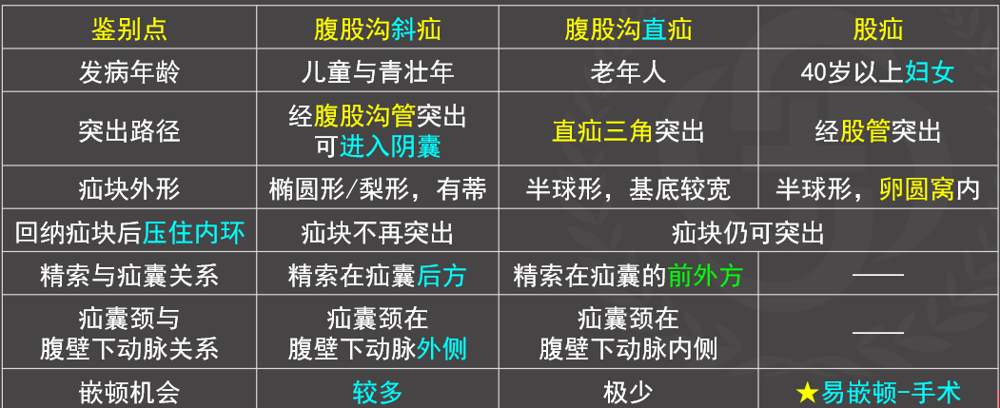 鉴别点 腹股沟斜疝 腹股沟直疝 股疝
发病年龄 儿童与青壮年 老年人 40岁以上妇女
突出路径 经腹股沟管突出 可进入阴囊 直疝三角突出 经股管突出
疝块外形 椭圆形/梨形，有蒂 半球形，基底较宽 半球形，卵圆窝内
回纳疝块后压住内环 疝块不再突出 疝块仍可突出
精索与疝囊关系 精索在疝囊后方 精索在疝囊的前外方 ——
疝囊颈与腹壁下动脉关系 疝囊颈在腹壁下动脉外侧 疝囊颈在腹壁下动脉内侧 ——
嵌顿机会 较多 极少 ★易嵌顿-手术